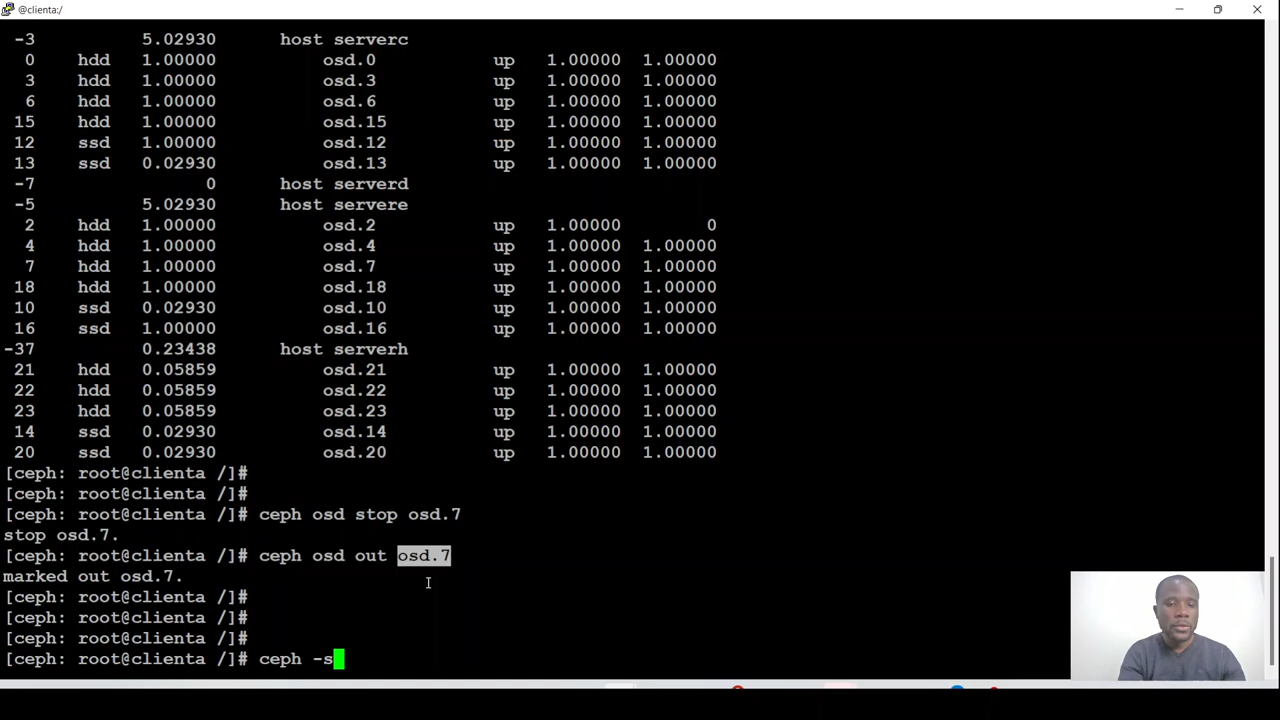 @clienta:/
-3 5.02930 host serverc
0 hdd 1.00000 osd.0 up 1.00000 1.00000
3 hdd 1.00000 osd.3 up 1.00000 1.00000
6 hdd 1.00000 osd.6 up 1.00000 1.00000
15 hdd 1.00000 osd.15 up 1.00000 1.00000
12 ssd 1.00000 osd.12 up 1.00000 1.00000
13 ssd 0.02930 osd.13 up 1.00000 1.00000
-7 0 host serverd
-5 5.02930 host servere
2 hdd 1.00000 osd.2 up 1.00000 0
4 hdd 1.00000 osd.4 up 1.00000 1.00000
7 hdd 1.00000 osd.7 up 1.00000 1.00000
18 hdd 1.00000 osd.18 up 1.00000 1.00000
10 ssd 0.02930 osd.10 up 1.00000 1.00000
16 ssd 1.00000 osd.16 up 1.00000 1.00000
-37 0.23438 host serverh
21 hdd 0.05859 osd.21 up 1.00000 1.00000
22 hdd 0.05859 osd.22 up 1.00000 1.00000
23 hdd 0.05859 osd.23 up 1.00000 1.00000
14 ssd 0.02930 osd.14 up 1.00000 1.00000
20 ssd 0.02930 osd.20 up 1.00000 1.00000
[ceph: root@clienta /]#
[ceph: root@clienta /]#
[ceph: root@clienta /]# ceph osd stop osd.7
stop osd.7.
[ceph: root@clienta /]# ceph osd out osd.7
marked out osd.7.
[ceph: root@clienta /]#
[ceph: root@clienta /]#
[ceph: root@clienta /]#
[ceph: root@clienta /]# ceph -s